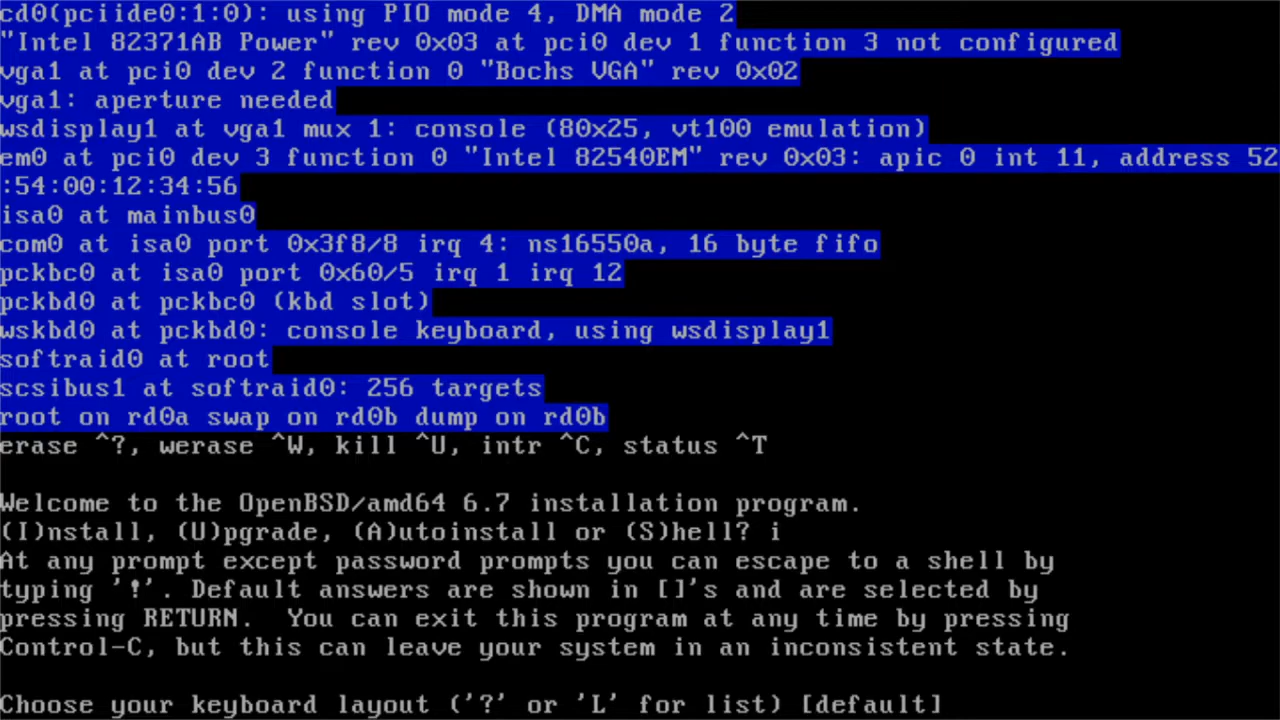 cd0(pciide0:1:0): using PIO mode 4, DMA mode 2
"Intel 82371AB Power" rev 0x03 at pci0 dev 1 function 3 not configured
vga1 at pci0 dev 2 function 0 "Bochs VGA" rev 0x02
vga1: aperture needed
wsdisplay1 at vga1 mux 1: console (80x25, vt100 emulation)
em0 at pci0 dev 3 function 0 "Intel 82540EM" rev 0x03: apic 0 int 11, address 52
:54:00:12:34:56
isa0 at mainbus0
com0 at isa0 port 0x3f8/8 irq 4: ns16550a, 16 byte fifo
pckbc0 at isa0 port 0x60/5 irq 1 irq 12
pckbd0 at pckbc0 (kbd slot)
wskbd0 at pckbd0: console keyboard, using wsdisplay1
softraid0 at root
scsibus1 at softraid0: 256 targets
root on rd0a swap on rd0b dump on rd0b
erase ^?, werase ^W, kill ^U, intr ^C, status ^T
Welcome to the OpenBSD/amd64 6.7 installation program.
(I)nstall, (U)pgrade, (A)utoinstall or (S)hell? i
At any prompt except password prompts you can escape to a shell by
typing '!'. Default answers are shown in []'s and are selected by
pressing RETURN.  You can exit this program at any time by pressing
Control-C, but this can leave your system in an inconsistent state.
Choose your keyboard layout ('?' or 'L' for list) [default]